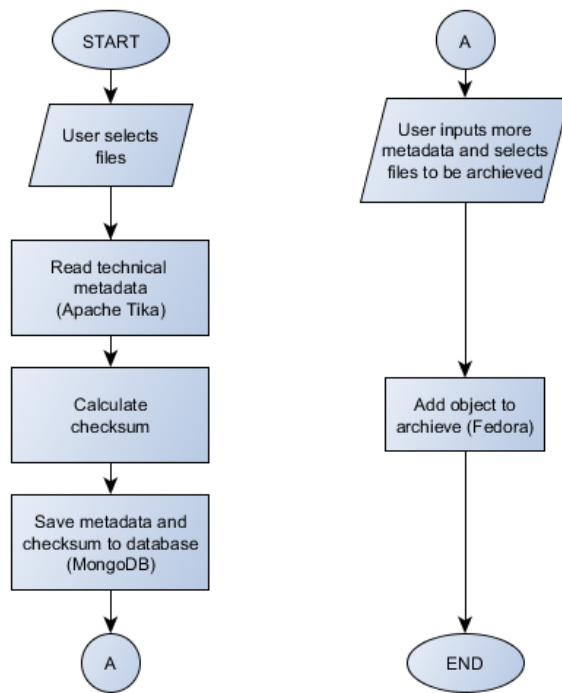 START
User selects
files
Read technical
metadata
(Apache Tika)
Calculate
checksum
Save metadata and
checksum to database
(MongoDB)
A
A
User inputs more
metadata and selects
files to be archieved
Add object to
archieve (Fedora)
END